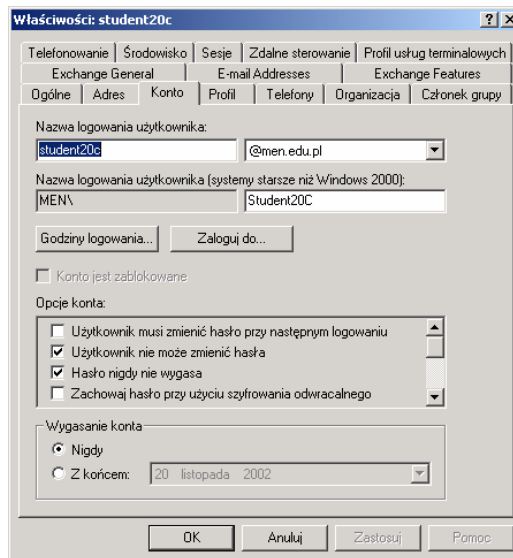 Właściwości: student20c
Telefonowanie Środowisko Sesje Zdalne sterowanie Profil usług terminalowych
Exchange General E-mail Addresses Exchange Features
Ogólne Adres Konto Profil Telefony Organizacja Członek grupy
Nazwa logowania użytkownika:
student20c @men.edu.pl
Nazwa logowania użytkownika (systemy starsze niż Windows 2000):
MEN\ Student20C
Godziny logowania... Zaloguj do...
Konto jest zablokowane
Opcje konta:
Użytkownik musi zmienić hasło przy następnym logowaniu
Użytkownik nie może zmienić hasła
Hasło nigdy nie wygasa
Zachowaj hasło przy użyciu szyfrowania odwracalnego
Wygasanie konta
Nigdy
Z końcem: 20 listopada 2002
OK Anuluj Zastosuj Pomoc